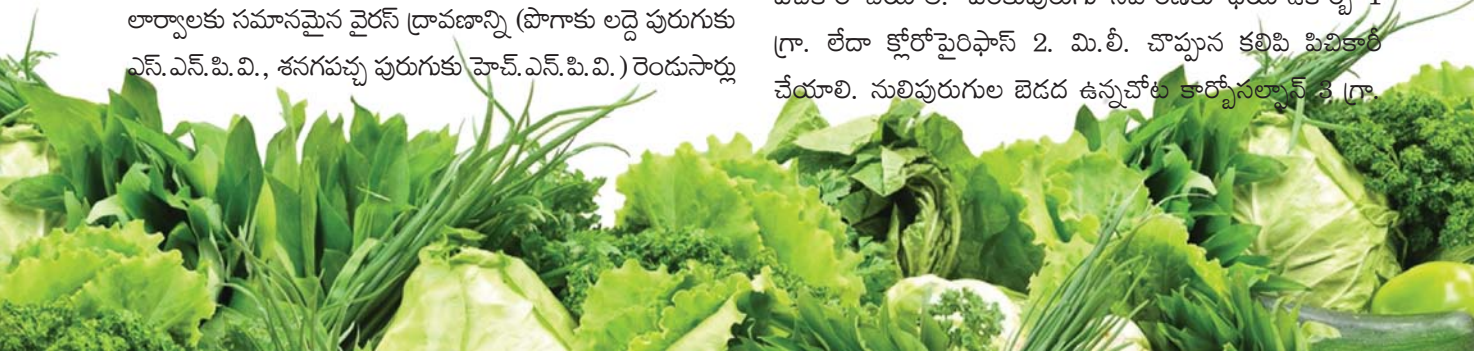 లార్వాలకు సమానమైన వైరస్ ద్రావణాన్ని (పొగాకు లద్దె పురుగుకు
ఎస్.ఎన్.పి.వి., శనగపచ్చ పురుగుకు హెచ్.ఎన్.పి.వి.) రెండుసార్లు
గ్రా. లేదా క్లోరోపైరిఫాస్ 2. మి.లీ. చొప్పున కలిపి పిచికారీ
చేయాలి. నులిపురుగుల బెడద ఉన్నచోట కార్బోసల్ఫాన్ 3 గ్రా.